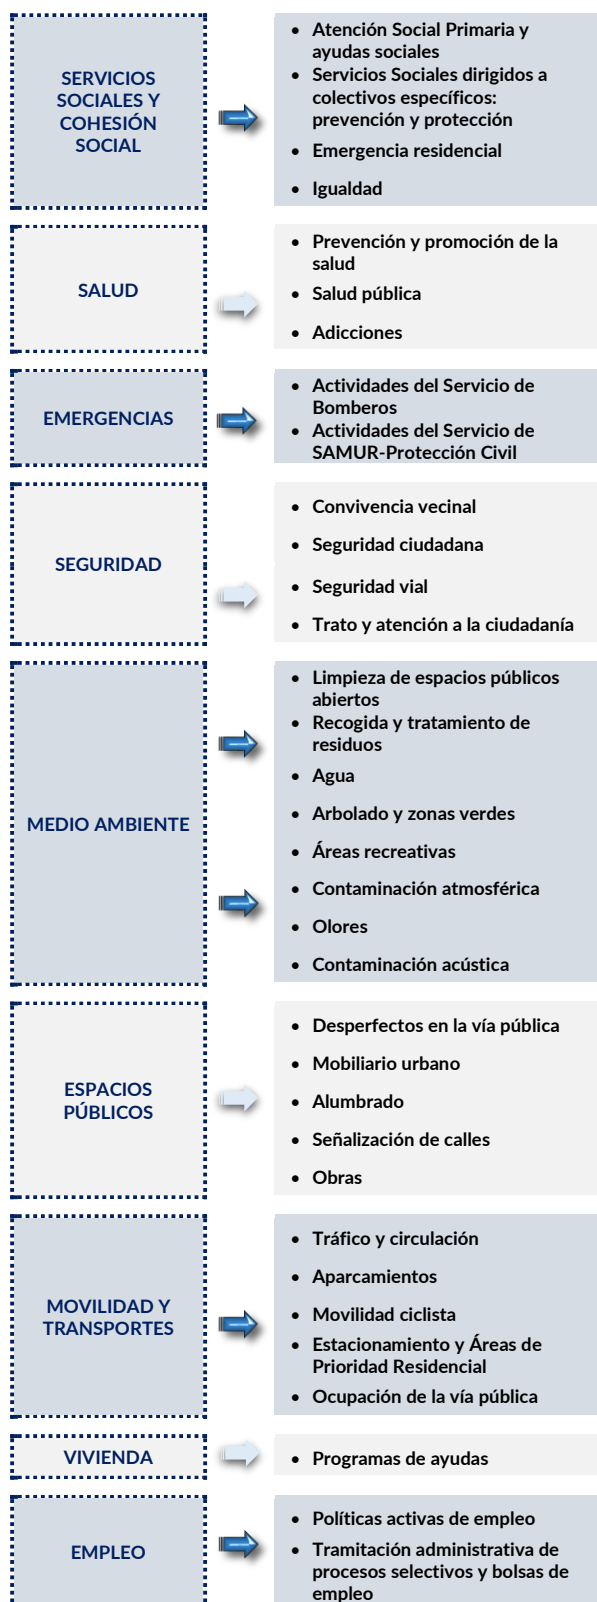 SERVICIOS
SOCIALES Y
COHESIÓN
SOCIAL
• Atención Social Primaria y
ayudas sociales
• Servicios Sociales dirigidos a
colectivos específicos:
prevención y protección
• Emergencia residencial
• Igualdad
SALUD
• Prevención y promoción de la
salud
• Salud pública
• Adicciones
EMERGENCIAS
• Actividades del Servicio de
Bomberos
• Actividades del Servicio de
SAMUR-Protección Civil
SEGURIDAD
• Convivencia vecinal
• Seguridad ciudadana
• Seguridad vial
• Trato y atención a la ciudadanía
MEDIO AMBIENTE
• Limpieza de espacios públicos
abiertos
• Recogida y tratamiento de
residuos
• Agua
• Arbolado y zonas verdes
• Áreas recreativas
• Contaminación atmosférica
• Olores
• Contaminación acústica
ESPACIOS
PÚBLICOS
• Desperfectos en la vía pública
• Mobiliario urbano
• Alumbrado
• Señalización de calles
• Obras
MOVILIDAD Y
TRANSPORTES
• Tráfico y circulación
• Aparcamientos
• Movilidad ciclista
• Estacionamiento y Áreas de
Prioridad Residencial
• Ocupación de la vía pública
VIVIENDA
• Programas de ayudas
EMPLEO
• Políticas activas de empleo
• Tramitación administrativa de
procesos selectivos y bolsas de
empleo